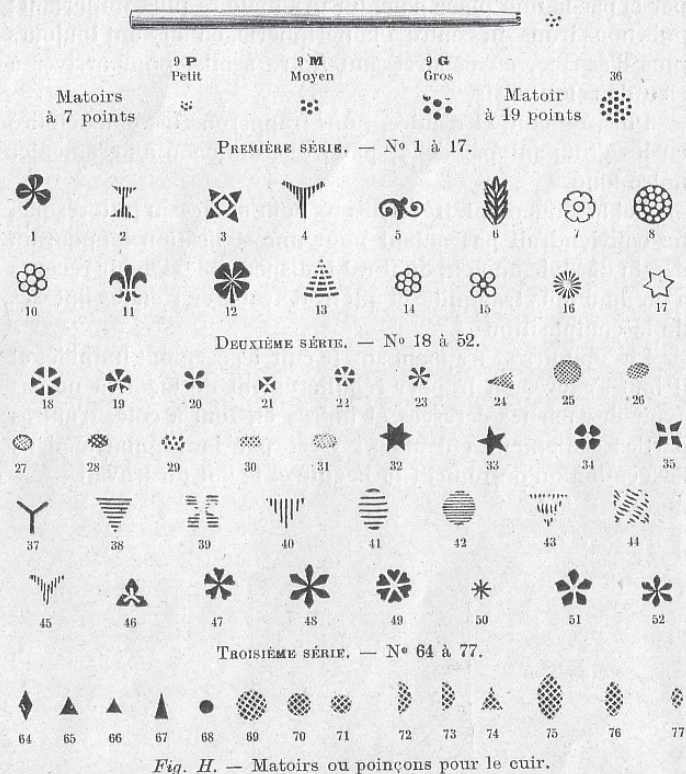 9 P 9 M 9 G
Petit Moyen Gros 36
Matoirs Matoir
à 7 points à 19 points
PREMIÈRE SÉRIE. — Nº 1 à 17.
1 2 3 4 5 6 7 8
10 11 12 13 14 15 16 17
DEUXIÈME SÉRIE. — Nº 18 à 52.
18 19 20 21 22 23 24 25 26
27 28 29 30 31 32 33 34 35
37 38 39 40 41 42 43 44
45 46 47 48 49 50 51 52
TROISIÈME SÉRIE. — Nº 64 à 77.
64 65 66 67 68 69 70 71 72 73 74 75 76 77
Fig. H. — Matoirs ou poinçons pour le cuir.